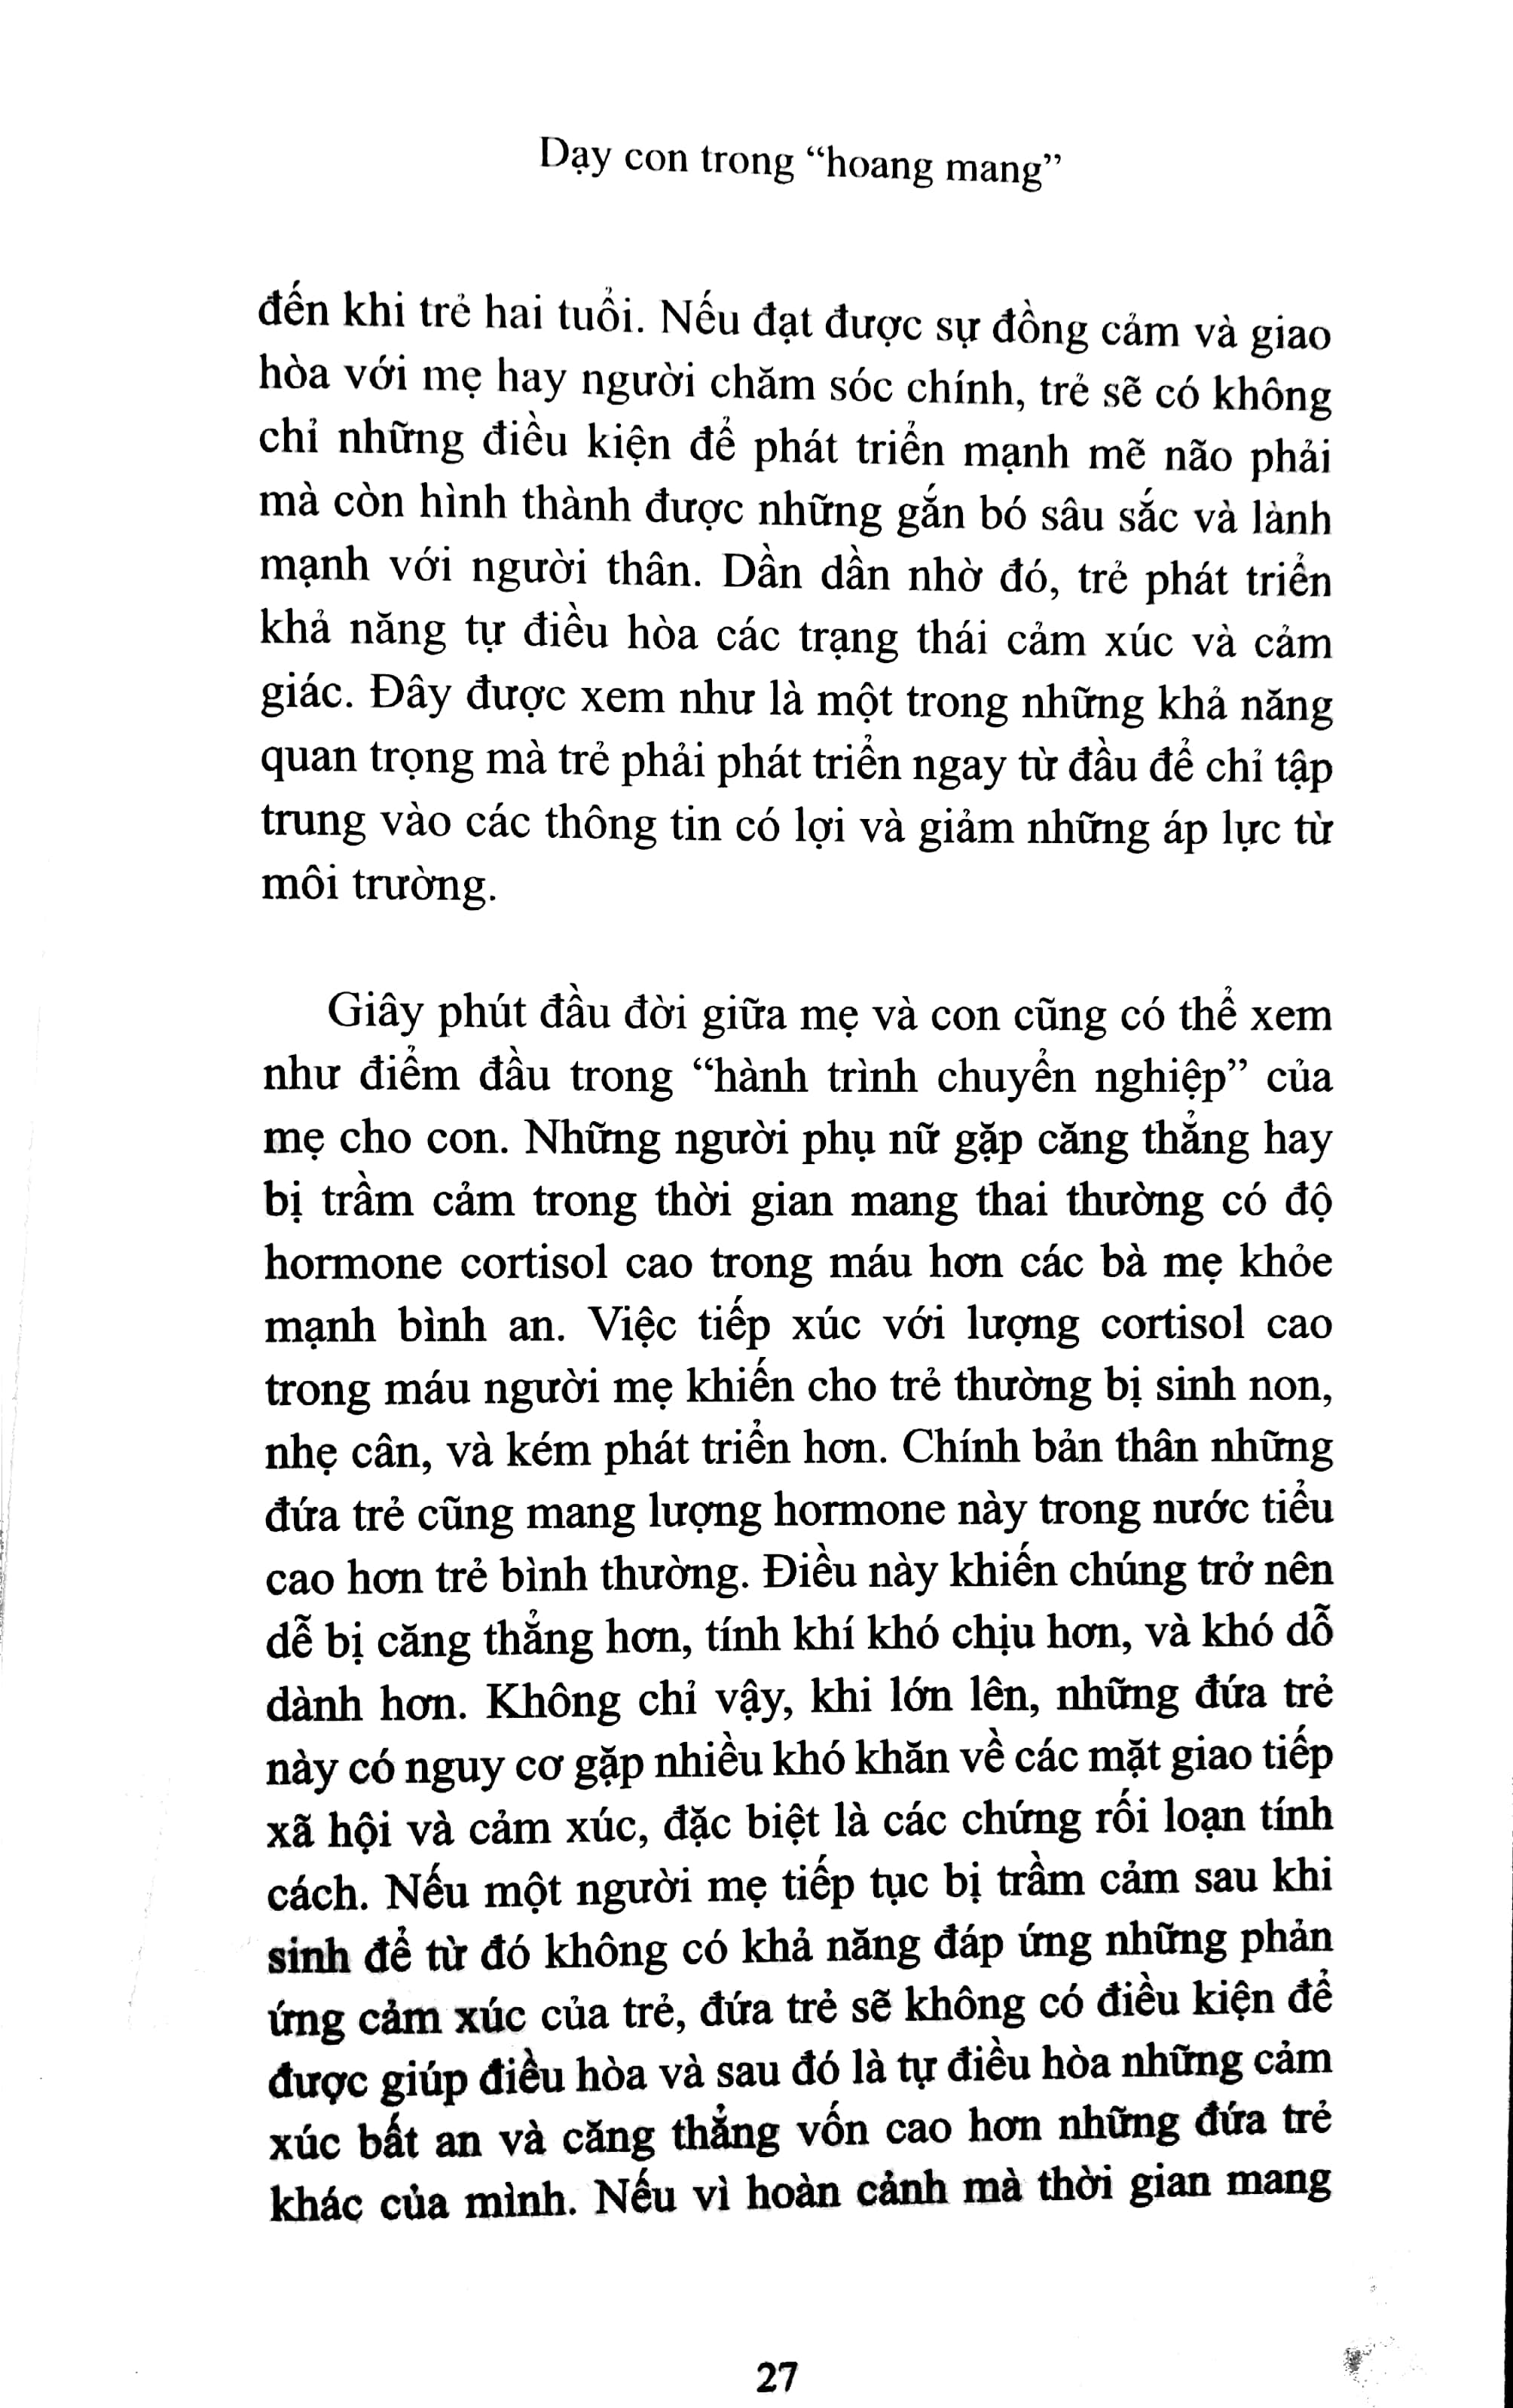 Dạy con trong “hoang mang”
đến khi trẻ hai tuổi. Nếu đạt được sự đồng cảm và giao
hòa với mẹ hay người chăm sóc chính, trẻ sẽ có không
chỉ những điều kiện để phát triển mạnh mẽ não phải
mà còn hình thành được những gắn bó sâu sắc và lành
mạnh với người thân. Dần dần nhờ đó, trẻ phát triển
khả năng tự điều hòa các trạng thái cảm xúc và cảm
giác. Đây được xem như là một trong những khả năng
quan trọng mà trẻ phải phát triển ngay từ đầu để chỉ tập
trung vào các thông tin có lợi và giảm những áp lực từ
môi trường.
Giây phút đầu đời giữa mẹ và con cũng có thể xem
như điểm đầu trong “hành trình chuyển nghiệp” của
mẹ cho con. Những người phụ nữ gặp căng thẳng hay
bị trầm cảm trong thời gian mang thai thường có độ
hormone cortisol cao trong máu hơn các bà mẹ khỏe
mạnh bình an. Việc tiếp xúc với lượng cortisol cao
trong máu người mẹ khiến cho trẻ thường bị sinh non,
nhẹ cân, và kém phát triển hơn. Chính bản thân những
đứa trẻ cũng mang lượng hormone này trong nước tiểu
cao hơn trẻ bình thường. Điều này khiến chúng trở nên
dễ bị căng thẳng hơn, tính khí khó chịu hơn, và khó dỗ
dành hơn. Không chỉ vậy, khi lớn lên, những đứa trẻ
này có nguy cơ gặp nhiều khó khăn về các mặt giao tiếp
xã hội và cảm xúc, đặc biệt là các chứng rối loạn tính
cách. Nếu một người mẹ tiếp tục bị trầm cảm sau khi
sinh để từ đó không có khả năng đáp ứng những phản
ứng cảm xúc của trẻ, đứa trẻ sẽ không có điều kiện để
được giúp điều hòa và sau đó là tự điều hòa những cảm
xúc bất an và căng thẳng vốn cao hơn những đứa trẻ
khác của mình. Nếu vì hoàn cảnh mà thời gian mang
27